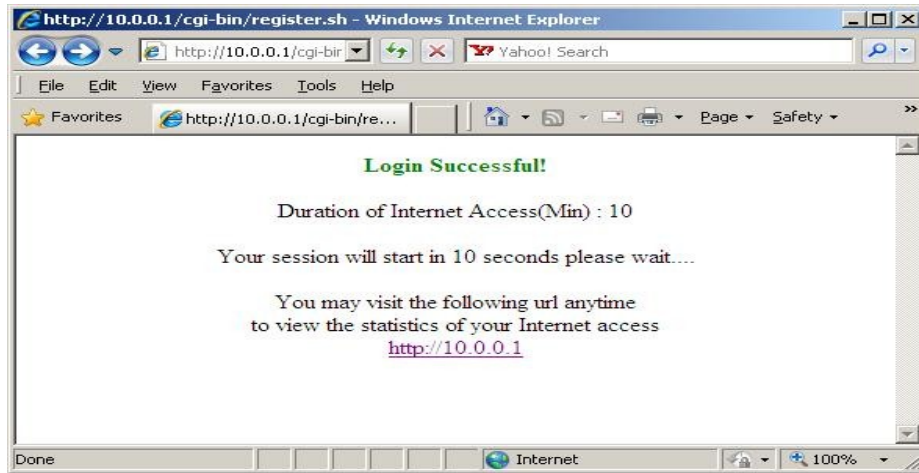 http://10.0.0.1/cgi-bin/register.sh - Windows Internet Explorer
http://10.0.0.1/cgi-bir
Yahoo! Search
File Edit View Favorites Tools Help
Favorites http://10.0.0.1/cgi-bin/re... Page Safety »
Login Successful!
Duration of Internet Access(Min) : 10
Your session will start in 10 seconds please wait....
You may visit the following url anytime
to view the statistics of your Internet access
http://10.0.0.1
Done Internet 100%